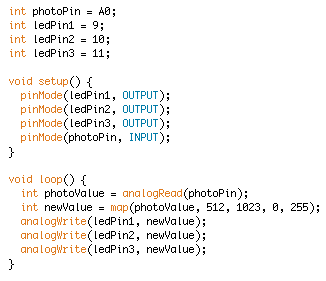 int photoPin = A0;
int ledPin1 = 9;
int ledPin2 = 10;
int ledPin3 = 11;

void setup() {
  pinMode(ledPin1, OUTPUT);
  pinMode(ledPin2, OUTPUT);
  pinMode(ledPin3, OUTPUT);
  pinMode(photoPin, INPUT);
}

void loop() {
  int photoValue = analogRead(photoPin);
  int newValue = map(photoValue, 512, 1023, 0, 255);
  analogWrite(ledPin1, newValue);
  analogWrite(ledPin2, newValue);
  analogWrite(ledPin3, newValue);
}